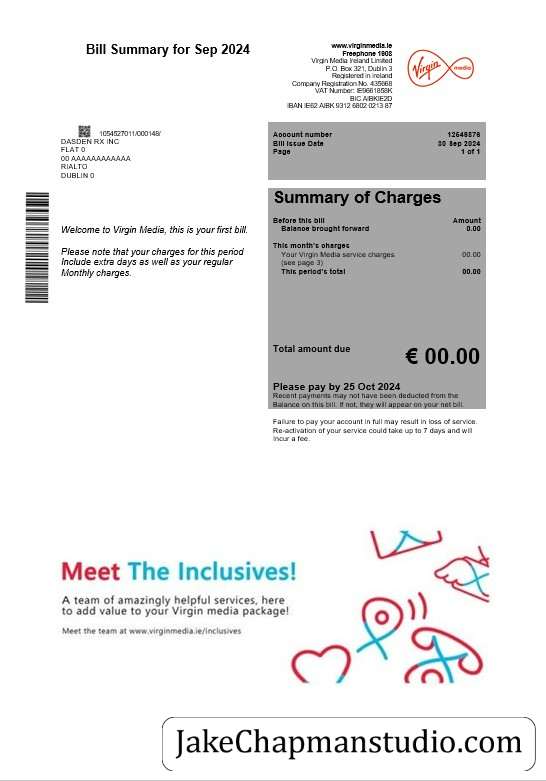 Bill Summary for Sep 2024
www.virginmedia.ie
Freephone 1908
Virgin Media Ireland Limited
P.O. Box 321, Dublin 3
Registered in Ireland
Company Registration No. 435668
VAT Number: IE9661858K
BIC AIBKIE2D
IBAN IE62 AIBK 9312 6802 0213 87
Virgin media
1054527011/000148/
DASDEN RX INC
FLAT 0
00 AAAAAAAAAAAA
RIALTO
DUBLIN 0
Account number 12648876
Bill Issue Date 30 Sep 2024
Page 1 of 1
Summary of Charges
Before this bill Amount
Balance brought forward 0.00
This month's charges
Your Virgin Media service charges 00.00
(see page 3)
This period's total 00.00
Welcome to Virgin Media, this is your first bill.
Please note that your charges for this period
Include extra days as well as your regular
Monthly charges.
Total amount due € 00.00
Please pay by 25 Oct 2024
Recent payments may not have been deducted from the
Balance on this bill. If not, they will appear on your net bill.
Failure to pay your account in full may result in loss of service.
Re-activation of your service could take up to 7 days and will
incur a fee.
Meet The Inclusives!
A team of amazingly helpful services, here
to add value to your Virgin media package!
Meet the team at www.virginmedia.ie/inclusives
JakeChapmanstudio.com